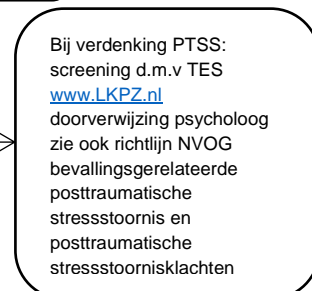 Bij verdenking PTSS:
screening d.m.v TES
www.LKPZ.nl
doorverwijzing psycholoog
zie ook richtlijn NVOG
bevallingsgerelateerde
posttraumatische
stressstoornis en
posttraumatische
stressstoornisklachten